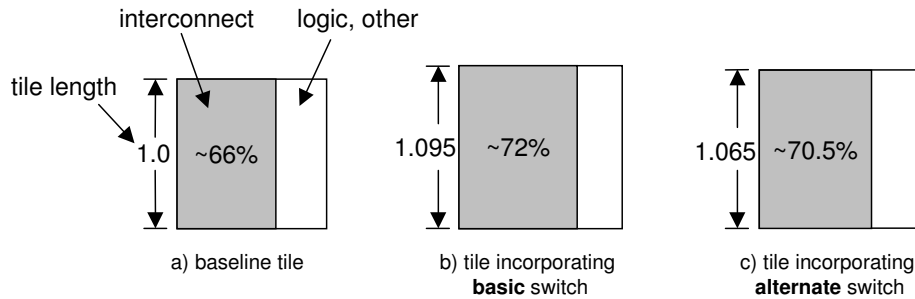 interconnect
logic, other
tile length
1.0
~66%
1.095
~72%
1.065
~70.5%
a) baseline tile
b) tile incorporating
basic switch
c) tile incorporating
alternate switch